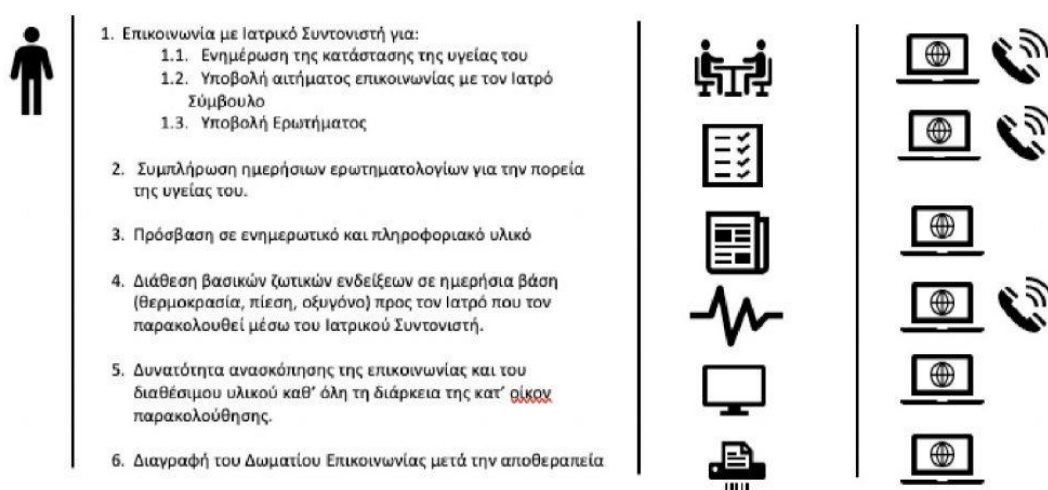 1. Επικοινωνία με Ιατρικό Συντονιστή για:
1.1. Ενημέρωση της κατάστασης της υγείας του
1.2. Υποβολή αιτήματος επικοινωνίας με τον Ιατρό
Σύμβουλο
1.3. Υποβολή Ερωτήματος
2. Συμπλήρωση ημερήσιων ερωτηματολογίων για την πορεία
της υγείας του.
3. Πρόσβαση σε ενημερωτικό και πληροφοριακό υλικό
4. Διάθεση βασικών ζωτικών ενδείξεων σε ημερήσια βάση
(θερμοκρασία, πίεση, οξυγόνο) προς τον Ιατρό που τον
παρακολουθεί μέσω του Ιατρικού Συντονιστή.
5. Δυνατότητα ανασκόπησης της επικοινωνίας και του
διαθέσιμου υλικού καθ’ όλη τη διάρκεια της κατ’ οίκον
παρακολούθησης.
6. Διαγραφή του Δωματίου Επικοινωνίας μετά την αποθεραπεία